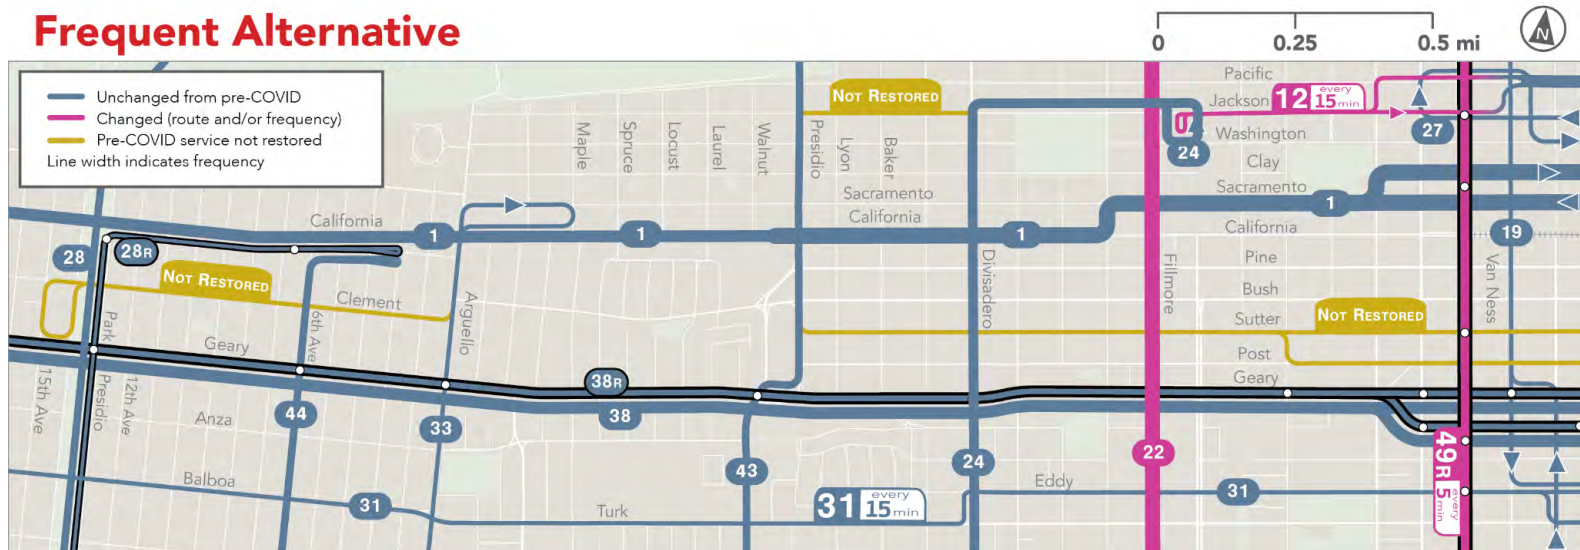 Frequent Alternative
0 0.25 0.5 mi
N
Unchanged from pre-COVID
Changed (route and/or frequency)
Pre-COVID service not restored
Line width indicates frequency
NOT RESTORED
Pacific
Jackson
12 every 15 min
Washington
24
27
Clay
Sacramento
California
Maple
Spruce
Locust
Laurel
Walnut
Presidio
Lyon
Baker
Sacramento
California
California
1
1
1
1
19
28
28R
NOT RESTORED
Clement
Arguello
6th Ave
Park Presidio
Divisadero
Fillmore
Van Ness
Pine
Bush
Sutter
NOT RESTORED
Post
Geary
Geary
38R
38
15th Ave
12th Ave
Anza
44
33
43
24
22
49R every 5 min
Balboa
31
Turk
31 every 15 min
Eddy
31